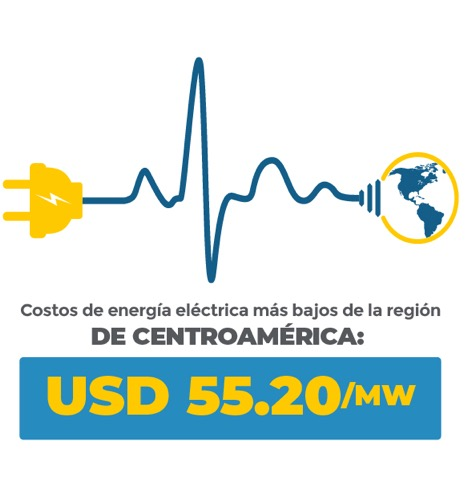 Costos de energía eléctrica más bajos de la región
DE CENTROAMÉRICA:
USD 55.20/MW